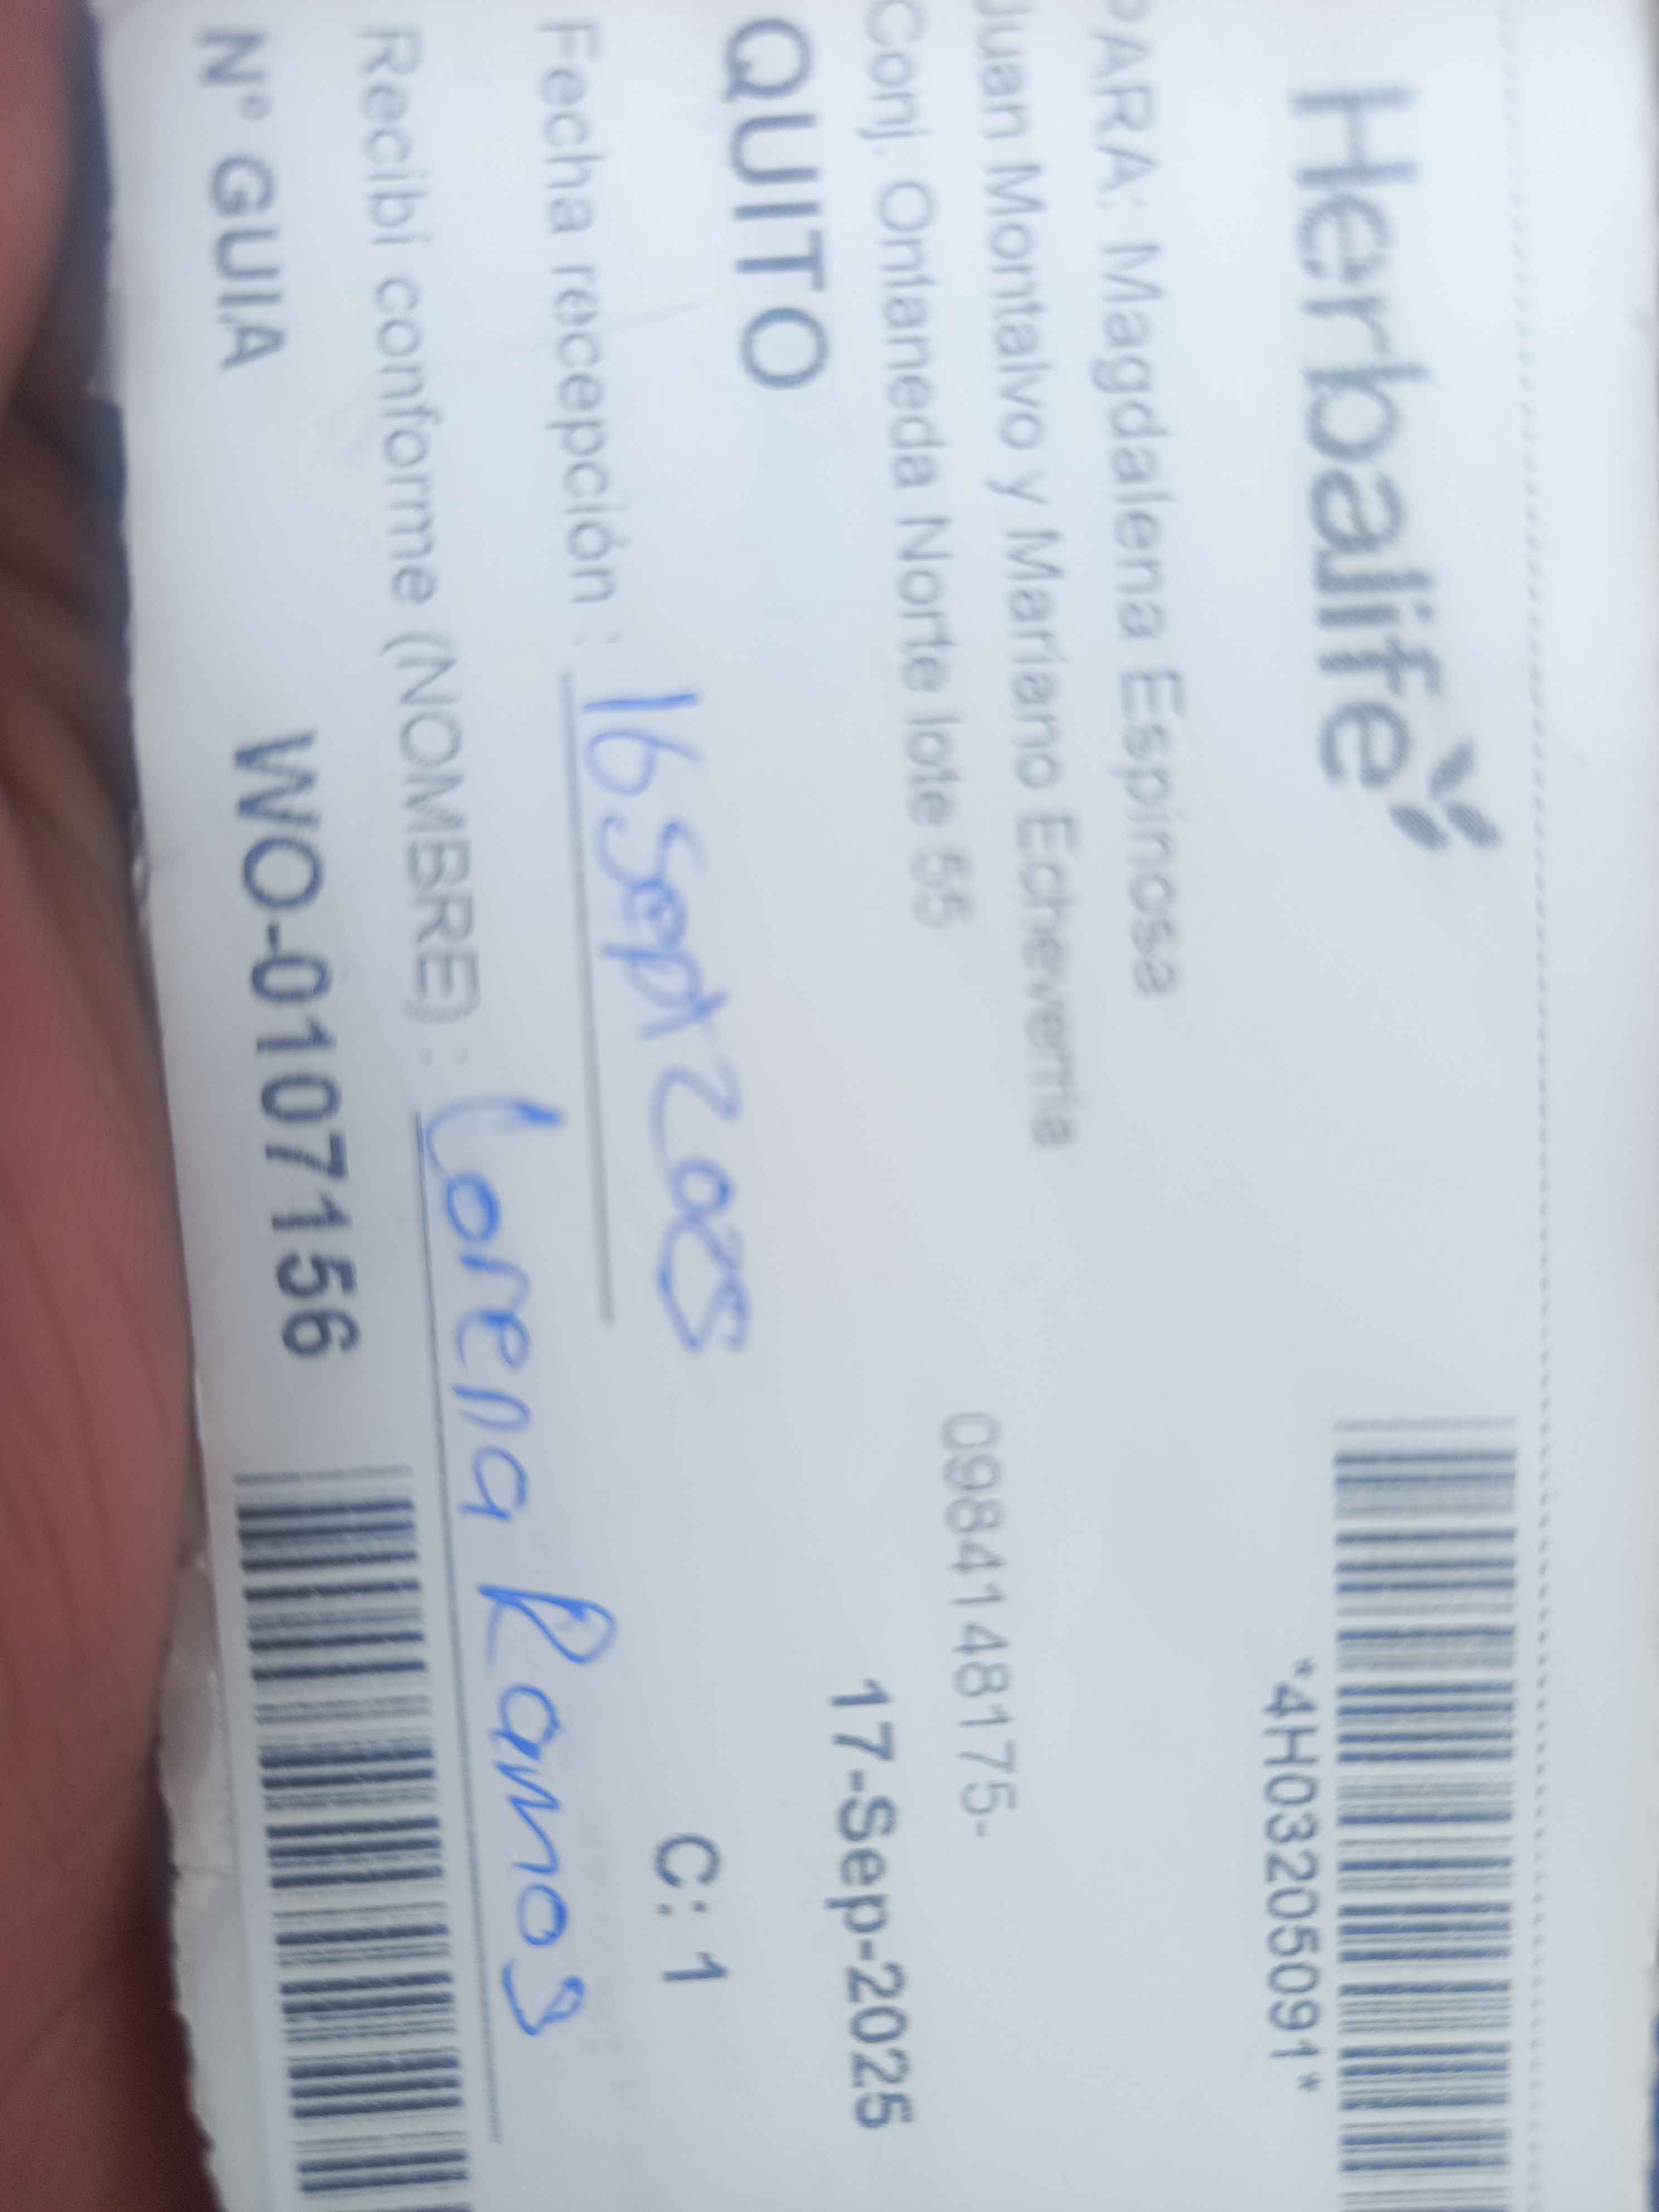 Herbalife
*4H03205091*
PARA: Magdalena Espinosa
Juan Montalvo y Mariano Echeverría
Conj. Ontaneda Norte lote 55 0984148175-
QUITO 17-Sep-2025
C: 1
Fecha recepción : 16 Sept 2025
Recibí conforme (NOMBRE) : Lorena Ramos
N° GUIA WO-0107156